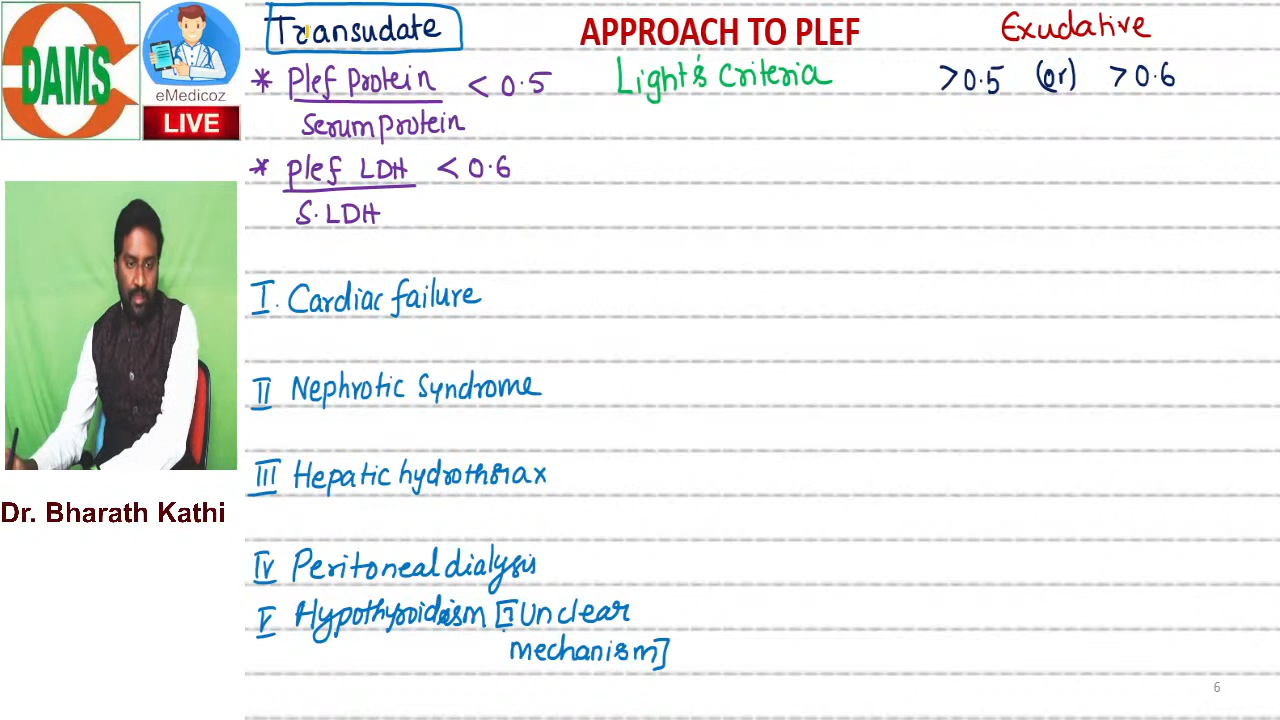 DAMS
eMedicoz
LIVE
Dr. Bharath Kathi
APPROACH TO PLEF
Transudate
Exudative
Light's Criteria
* Plef protein < 0.5
Serum protein
>0.5 (or) >0.6
* Plef LDH < 0.6
S. LDH
I. Cardiac failure
II Nephrotic Syndrome
III Hepatic hydrothorax
IV Peritoneal dialysis
V Hypothyroidism [? Unclear
mechanism]
6